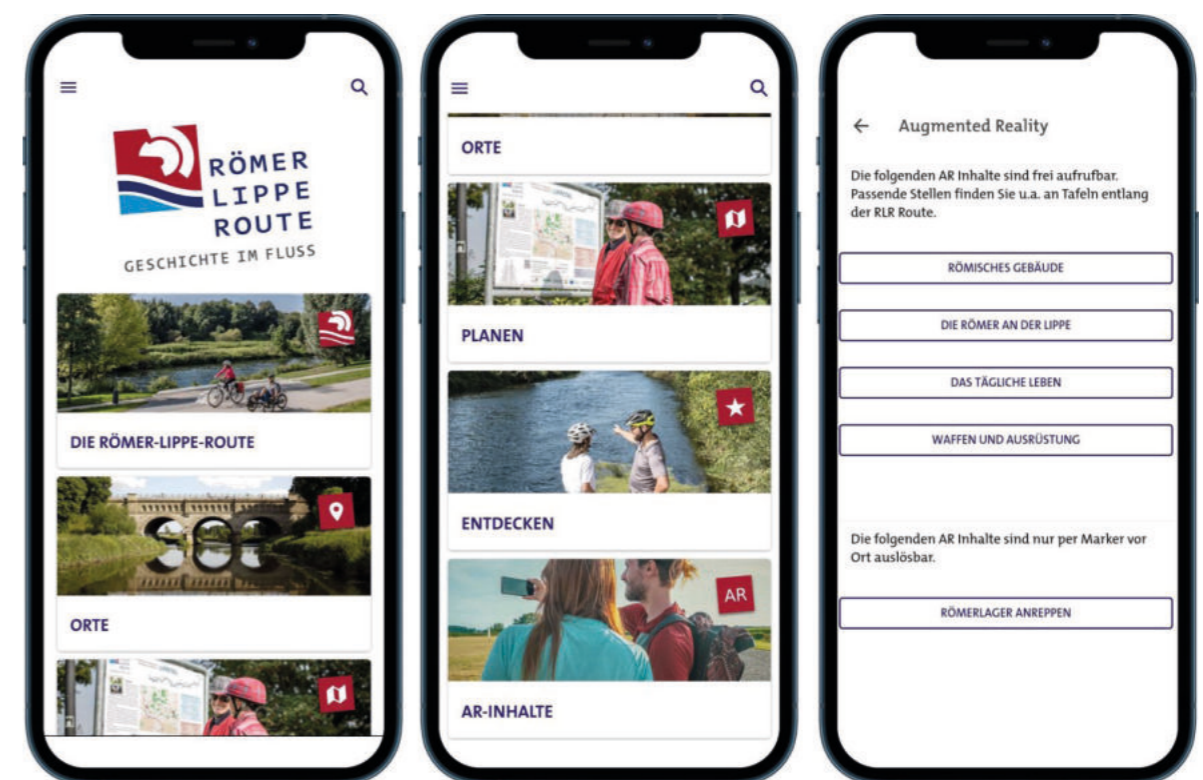 RÖMER
LIPPE
ROUTE
GESCHICHTE IM FLUSS
DIE RÖMER-LIPPE-ROUTE
ORTE
ORTE
PLANEN
ENTDECKEN
AR
AR-INHALTE
Augmented Reality
Die folgenden AR Inhalte sind frei aufrufbar.
Passende Stellen finden Sie u.a. an Tafeln entlang
der RLR Route.
RÖMISCHES GEBÄUDE
DIE RÖMER AN DER LIPPE
DAS TÄGLICHE LEBEN
WAFFEN UND AUSRÜSTUNG
Die folgenden AR Inhalte sind nur per Marker vor
Ort auslösbar.
RÖMERLAGER ANREPPEN